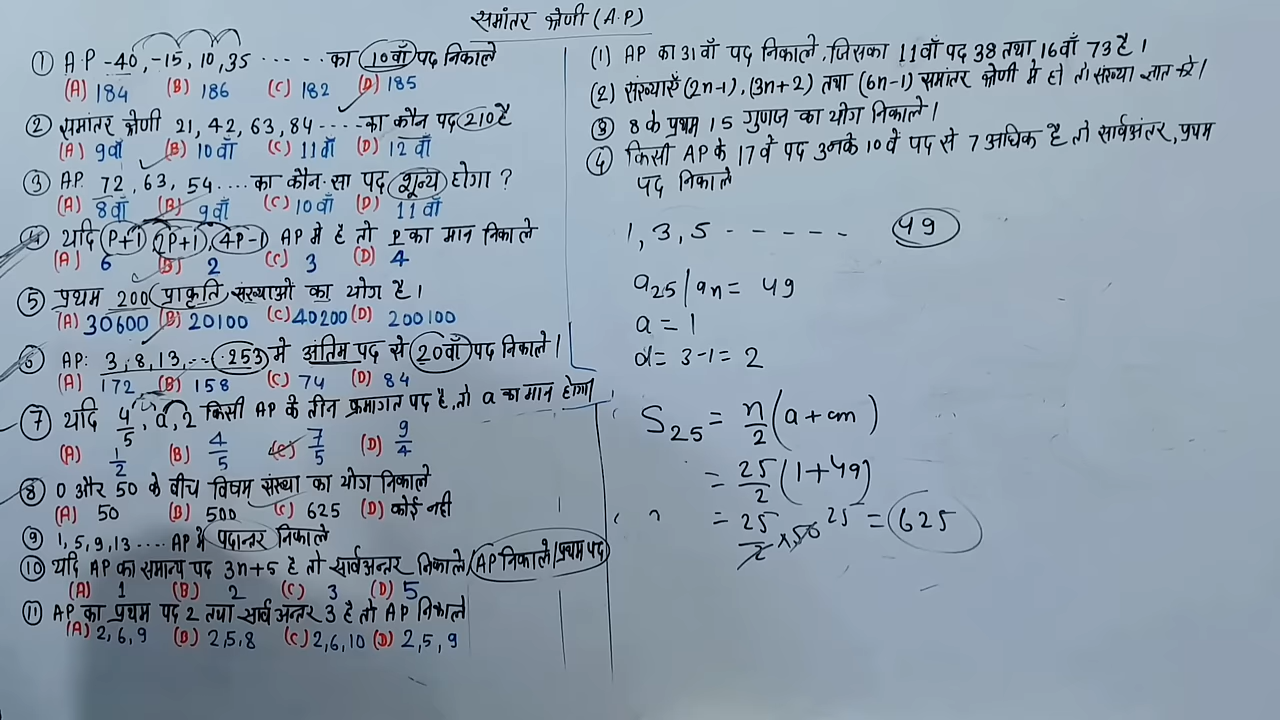 समांतर श्रेणी (A.P)
① A.P -40, -15, 10, 35 ...... का 10वाँ पद निकाले
(A) 184 (B) 186 (C) 182 (D) 185
② समांतर श्रेणी 21, 42, 63, 84 ..... का कौन पद 210 है
(A) 9वाँ (B) 10वाँ (C) 11वाँ (D) 12वाँ
③ AP. 72, 63, 54 .... का कौन-सा पद शून्य होगा ?
(A) 8वाँ (B) 9वाँ (C) 10वाँ (D) 11वाँ
④ यदि P+1, 2P+1, 4P-1 AP में है तो P का मान निकाले
(A) 6 (B) 2 (C) 3 (D) 4
⑤ प्रथम 200 प्राकृति संख्याओ का योग है।
(A) 30600 (B) 20100 (C) 40200 (D) 200100
⑥ AP: 3, 8, 13, --- 253 में अंतिम पद से 20वाँ पद निकाले।
(A) 172 (B) 158 (C) 74 (D) 84
⑦ यदि 4/5, a, 2 किसी AP के तीन क्रमागत पद है, तो a का मान होगा।
(A) 1/2 (B) 4/5 (C) 7/5 (D) 9/4
⑧ 0 और 50 के बीच विषम संख्या का योग निकाले
(A) 50 (B) 500 (C) 625 (D) कोई नही
⑨ 1, 5, 9, 13 .... AP में पदान्तर निकाले
⑩ यदि AP का समान्य पद 3n+5 है तो सार्वअन्तर निकाले/AP निकाले/प्रथम पद
(A) 1 (B) 2 (C) 3 (D) 5
⑪ AP का प्रथम पद 2 तथा सार्व अन्तर 3 है तो AP निकाले
(A) 2,6,9 (B) 2,5,8 (C) 2,6,10 (D) 2,5,9
(1) AP का 31वाँ पद निकाले, जिसका 11वाँ पद 38 तथा 16वाँ 73 है।
(2) संख्याएँ (2n-1), (3n+2) तथा (6n-1) समांतर श्रेणी में हो तो संख्या ज्ञात करे।
③ 8 के प्रथम 15 गुणज का योग निकाले।
④ किसी AP के 17वे पद उनके 10वे पद से 7 अधिक है तो सार्वअंतर, प्रथम
पद निकाले
1, 3, 5 ------ 49
a25/an = 49
a = 1
d = 3-1 = 2
S25 = n/2 (a + an)
= 25/2 (1+49)
= 25/2 × 50 25 = 625